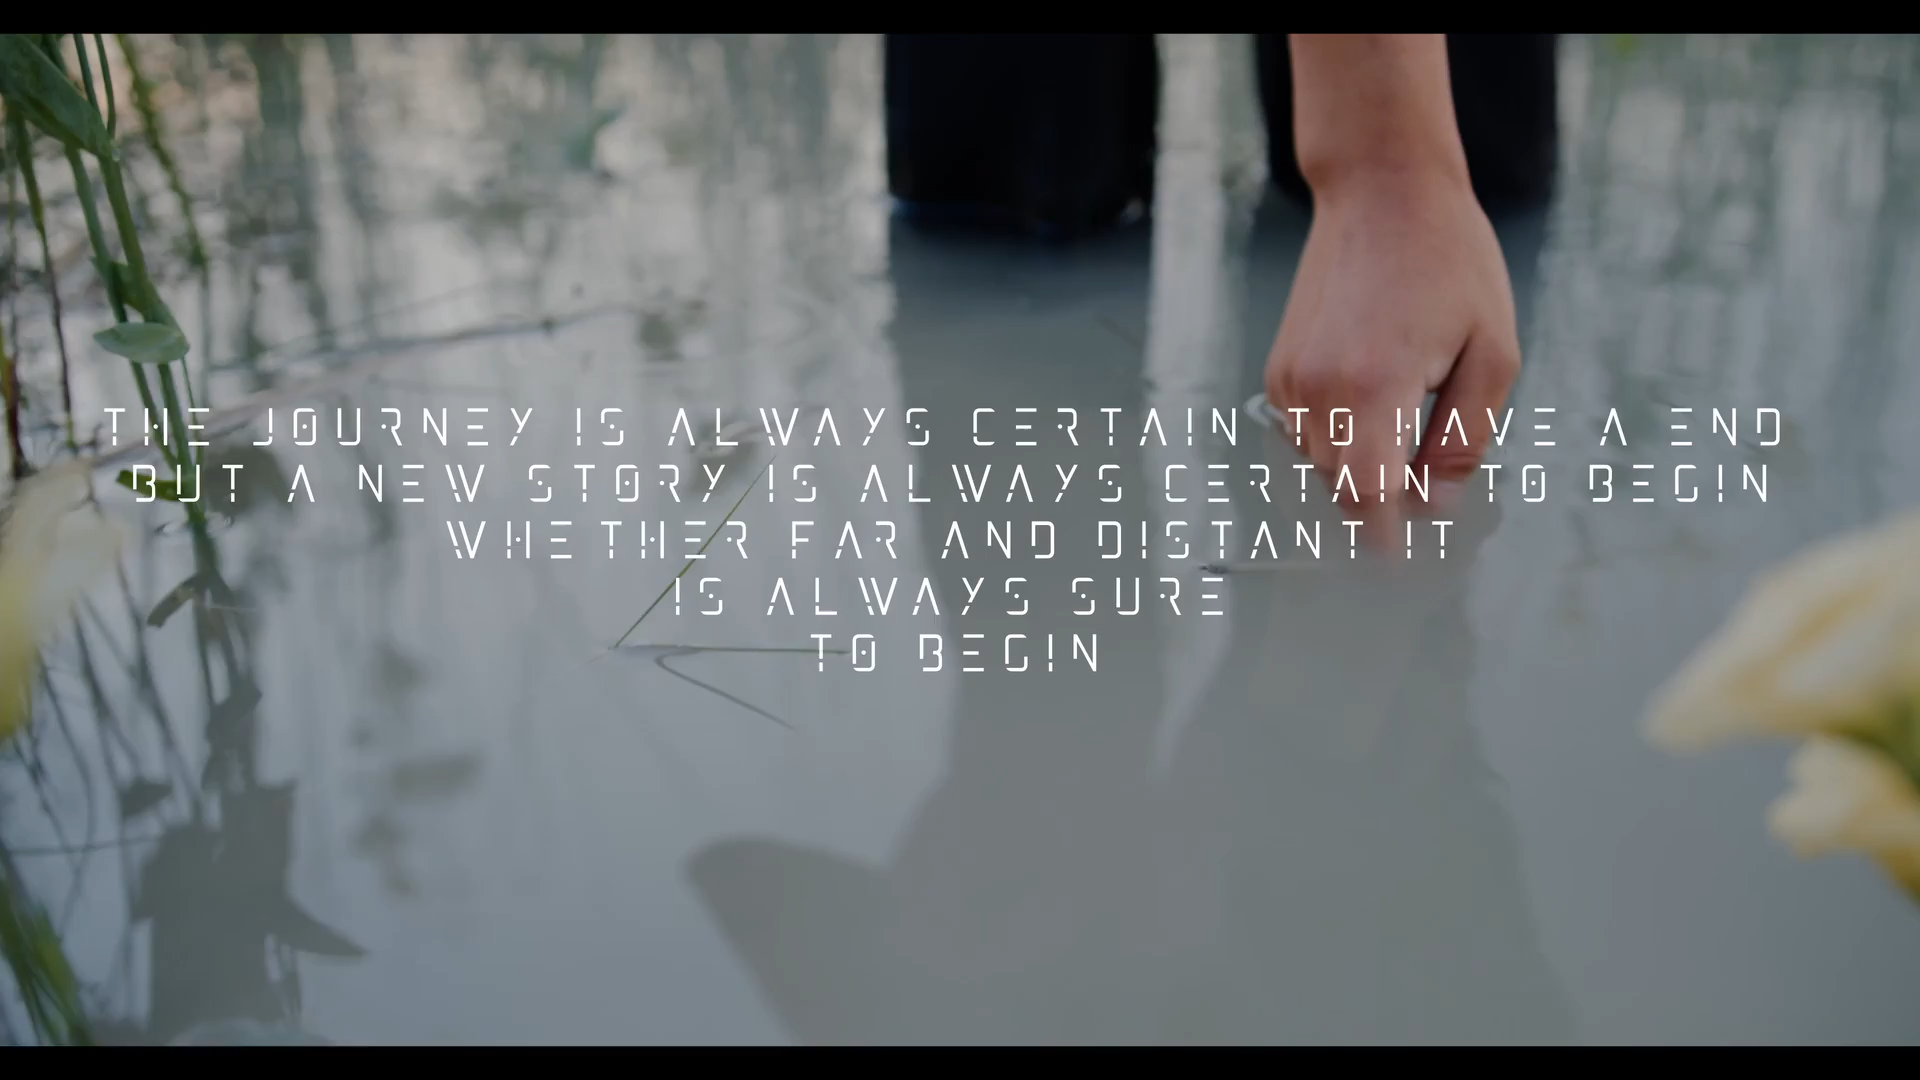 THE JOURNEY IS ALWAYS CERTAIN TO HAVE A END
BUT A NEW STORY IS ALWAYS CERTAIN TO BEGIN
WHETHER FAR AND DISTANT IT
IS ALWAYS SURE
TO BEGIN